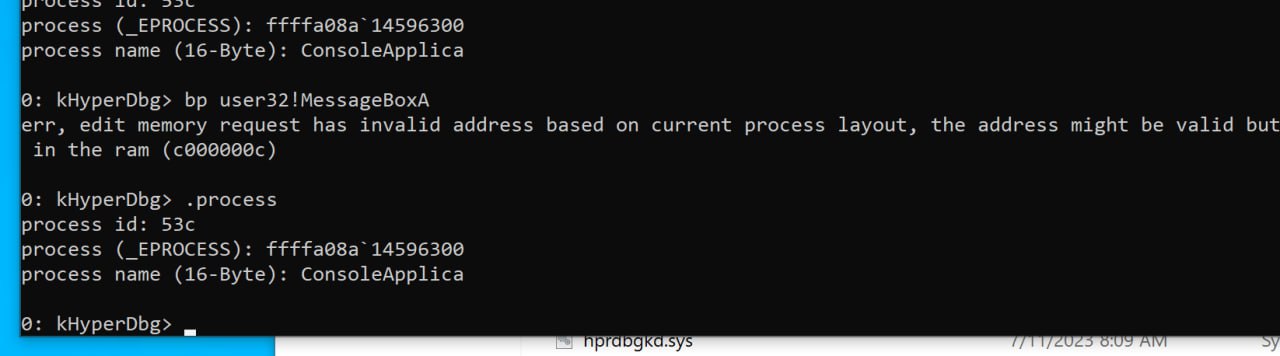 process id: 53c
process (_EPROCESS): ffffa08a`14596300
process name (16-Byte): ConsoleApplica
0: kHyperDbg> bp user32!MessageBoxA
err, edit memory request has invalid address based on current process layout, the address might be valid but
in the ram (c000000c)
0: kHyperDbg> .process
process id: 53c
process (_EPROCESS): ffffa08a`14596300
process name (16-Byte): ConsoleApplica
0: kHyperDbg>
hprdbgkd.sys 7/11/2023 8:09 AM Sy